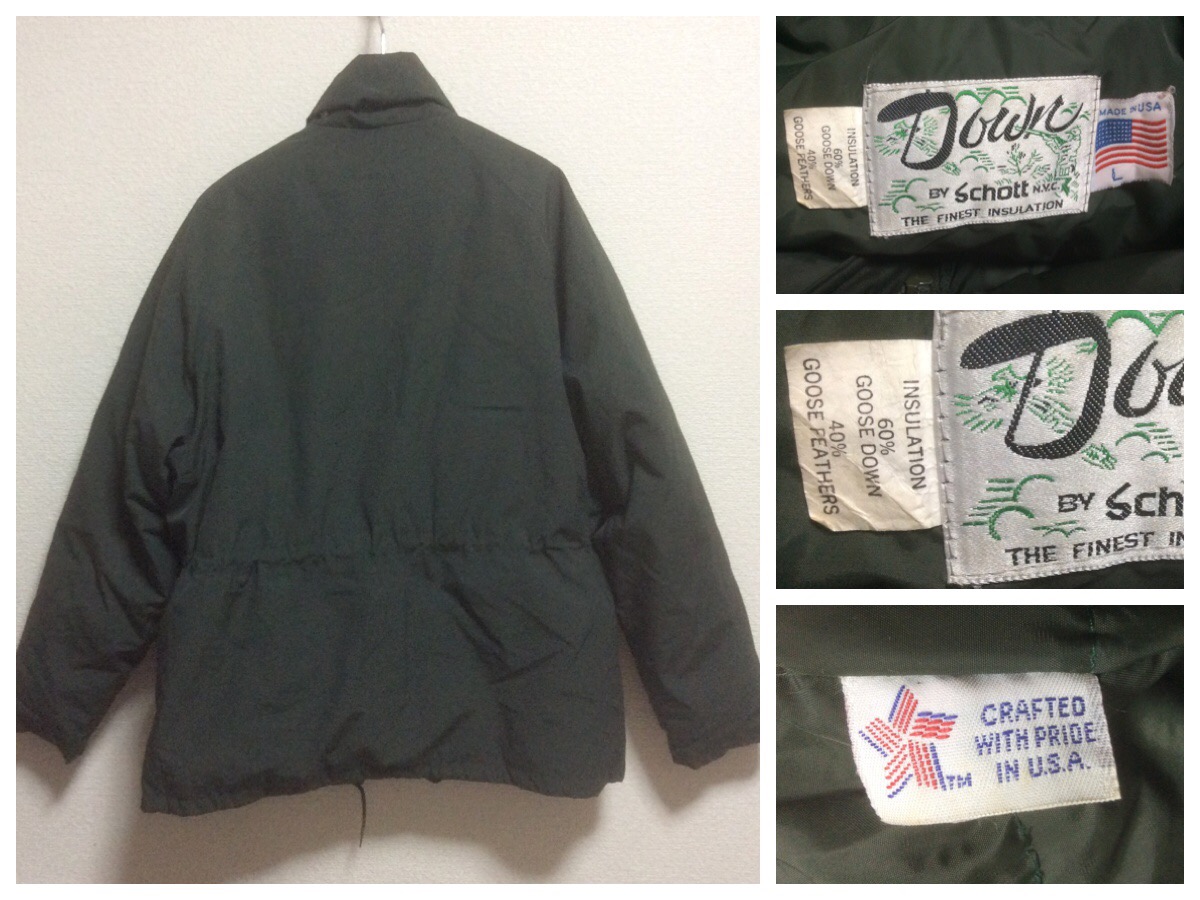 INSULATION
60%
GOOSE DOWN
40%
GOOSE FEATHERS
Down
BY Schott N.Y.C.
THE FINEST INSULATION
MADE IN USA
L
INSULATION
60%
GOOSE DOWN
40%
GOOSE FEATHERS
Do
BY Sch
THE FINEST IN
CRAFTED
WITH PRIDE
IN U.S.A.
TM